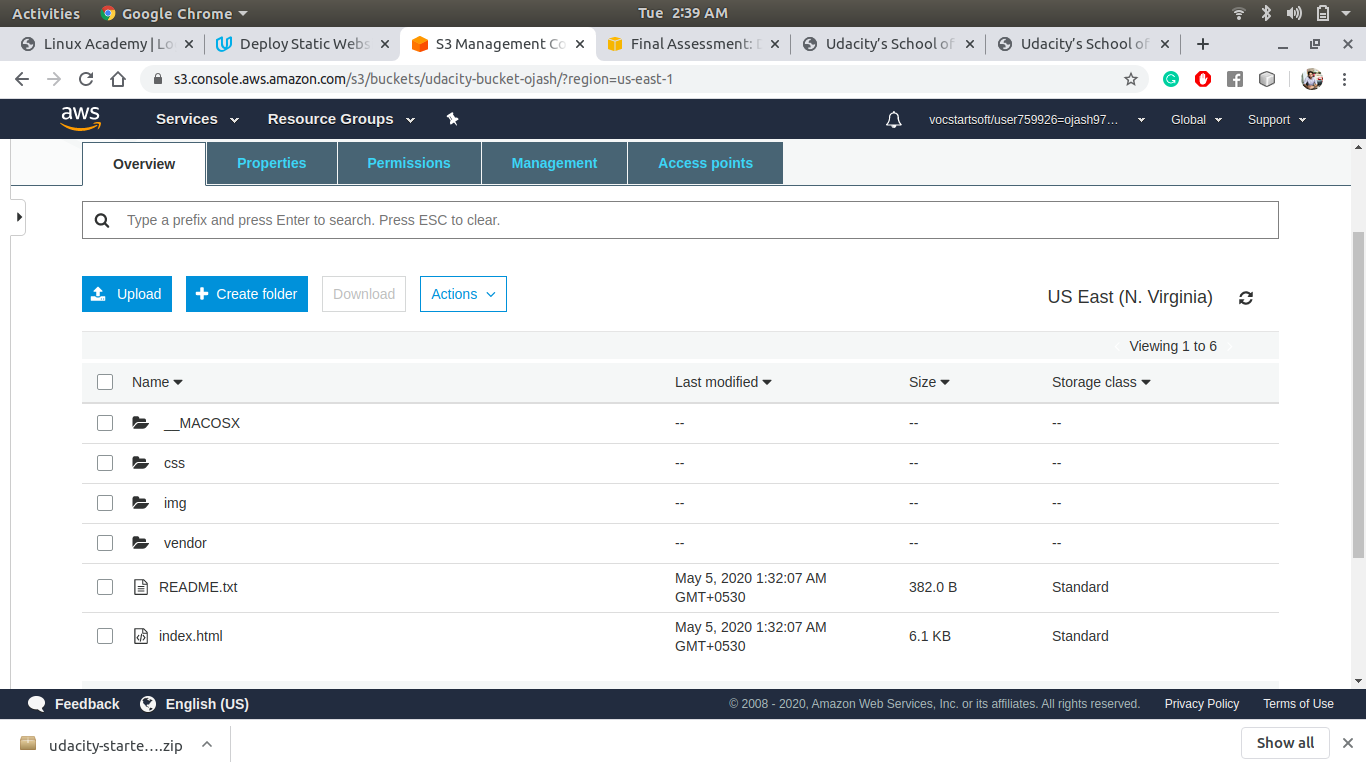 Activities Google Chrome Tue 2:39 AM
Linux Academy | Lo Deploy Static Webs S3 Management Co Final Assessment: D Udacity's School of Udacity's School of
s3.console.aws.amazon.com/s3/buckets/udacity-bucket-ojash/?region=us-east-1
aws Services Resource Groups vocstartsoft/user759926=ojash97... Global Support
Overview Properties Permissions Management Access points
Type a prefix and press Enter to search. Press ESC to clear.
Upload Create folder Download Actions US East (N. Virginia)
Viewing 1 to 6
Name Last modified Size Storage class
__MACOSX -- -- --
css -- -- --
img -- -- --
vendor -- -- --
README.txt May 5, 2020 1:32:07 AM GMT+0530 382.0 B Standard
index.html May 5, 2020 1:32:07 AM GMT+0530 6.1 KB Standard
Feedback English (US) © 2008 - 2020, Amazon Web Services, Inc. or its affiliates. All rights reserved. Privacy Policy Terms of Use
udacity-starte....zip Show all